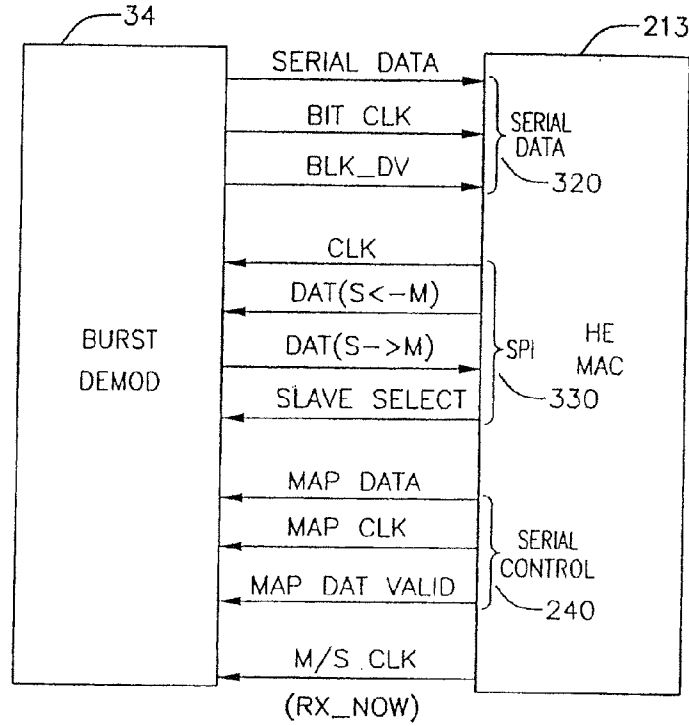 34
213
SERIAL DATA
BIT CLK
BLK_DV
SERIAL
DATA
320
CLK
DAT(S<-M)
DAT(S->M)
SLAVE SELECT
SPI
330
BURST
DEMOD
HE
MAC
MAP DATA
MAP CLK
MAP DAT VALID
SERIAL
CONTROL
240
M/S CLK
(RX_NOW)